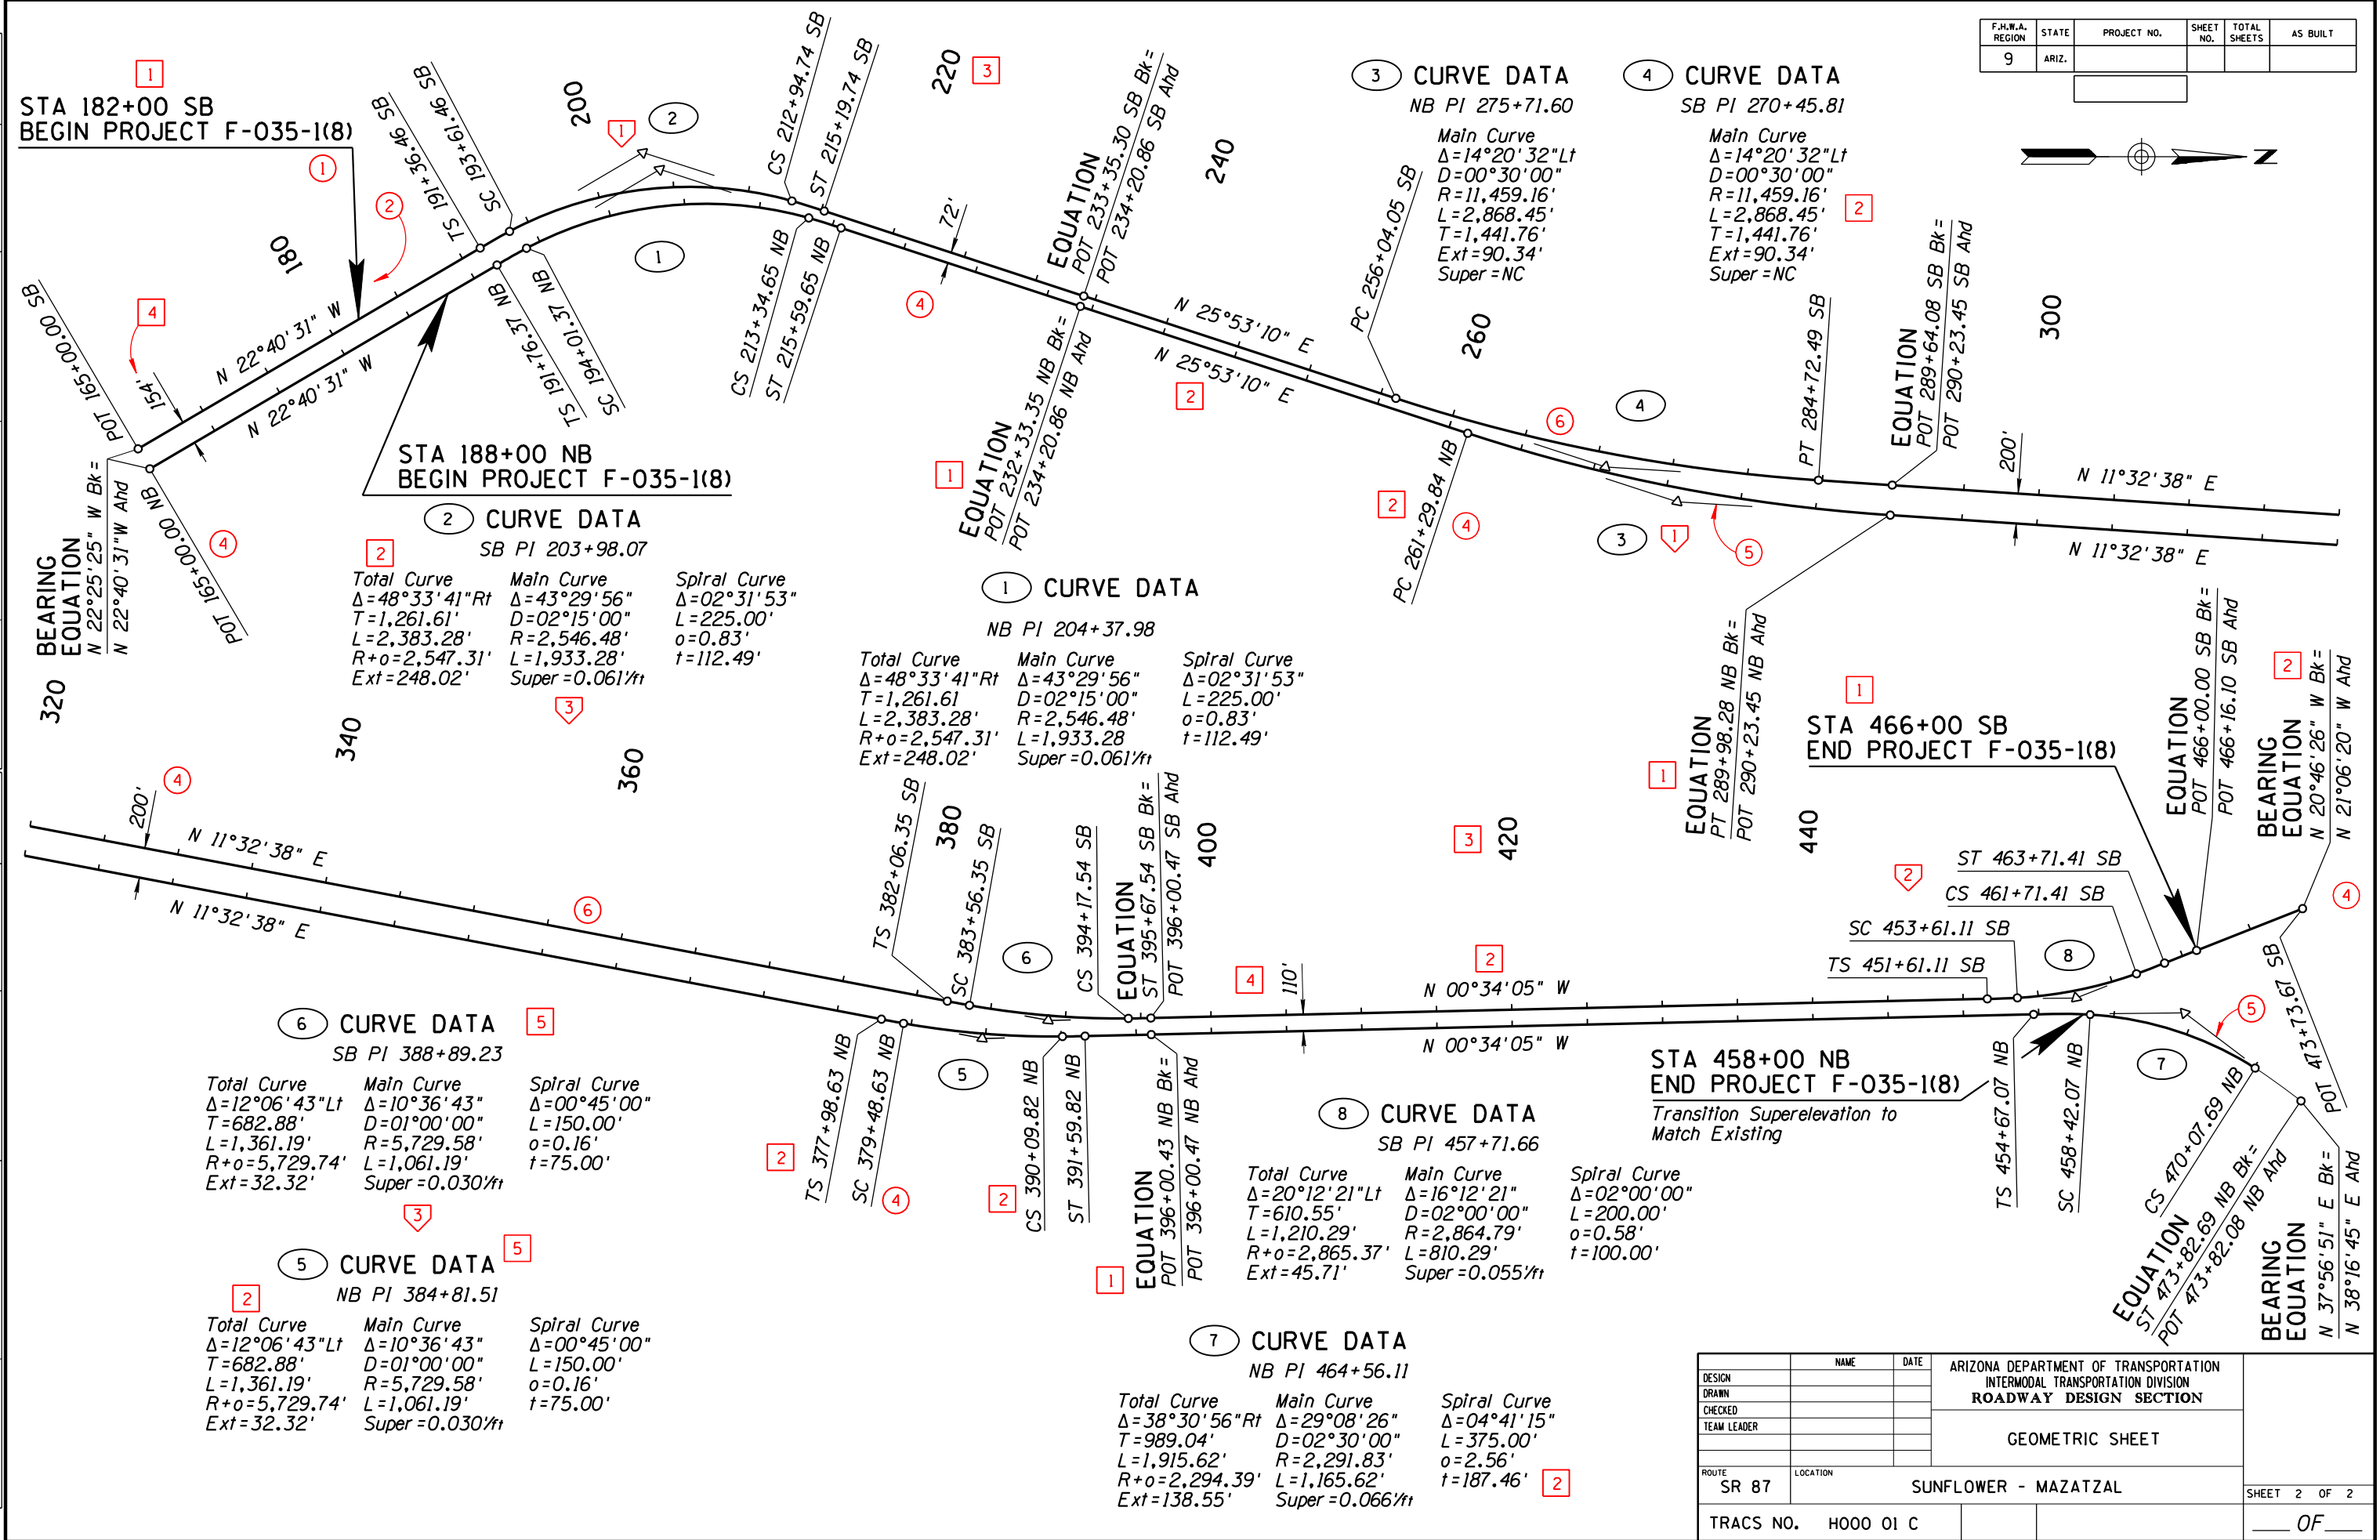 F.H.W.A. REGION
STATE
PROJECT NO.
SHEET NO.
TOTAL SHEETS
AS BUILT
9
ARIZ.
N
1
STA 182+00 SB
BEGIN PROJECT F-035-1(8)
1
2
180
TS 191+36.46 SB
SC 193+61.46 SB
200
1
2
1
CS 212+94.74 SB
ST 215+19.74 SB
220
3
72'
EQUATION
POT 233+35.30 SB Bk=
POT 234+20.86 SB Ahd
240
PC 256+04.05 SB
260
3 CURVE DATA
NB PI 275+71.60
Main Curve
Δ=14°20'32"Lt
D=00°30'00"
R=11,459.16'
L=2,868.45'
T=1,441.76'
Ext=90.34'
Super=NC
4 CURVE DATA
SB PI 270+45.81
Main Curve
Δ=14°20'32"Lt
D=00°30'00"
R=11,459.16'
L=2,868.45'
T=1,441.76'
Ext=90.34'
Super=NC
2
PT 284+72.49 SB
EQUATION
POT 289+64.08 SB Bk=
POT 290+23.45 SB Ahd
300
200'
N 11°32'38" E
N 11°32'38" E
POT 165+00.00 SB
4
154'
N 22°40'31" W
N 22°40'31" W
TS 191+76.37 NB
SC 194+01.37 NB
CS 213+34.65 NB
ST 215+59.65 NB
4
N 25°53'10" E
N 25°53'10" E
2
6
4
EQUATION
POT 232+33.35 NB Bk=
POT 234+20.86 NB Ahd
1
PC 261+29.84 NB
2
4
3
1
5
STA 188+00 NB
BEGIN PROJECT F-035-1(8)
BEARING EQUATION
N 22°25'25" W Bk=
N 22°40'31"W Ahd
POT 165+00.00 NB
4
2 CURVE DATA
SB PI 203+98.07
2
Total Curve
Δ=48°33'41"Rt
T=1,261.61'
L=2,383.28'
R+o=2,547.31'
Ext=248.02'
Main Curve
Δ=43°29'56"
D=02°15'00"
R=2,546.48'
L=1,933.28'
Super=0.061'/ft
Spiral Curve
Δ=02°31'53"
L=225.00'
o=0.83'
t=112.49'
3
1 CURVE DATA
NB PI 204+37.98
Total Curve
Δ=48°33'41"Rt
T=1,261.61
L=2,383.28'
R+o=2,547.31'
Ext=248.02'
Main Curve
Δ=43°29'56"
D=02°15'00"
R=2,546.48'
L=1,933.28
Super=0.061'/ft
Spiral Curve
Δ=02°31'53"
L=225.00'
o=0.83'
t=112.49'
EQUATION
PT 289+98.28 NB Bk=
POT 290+23.45 NB Ahd
1
320
340
360
380
400
3
420
440
1
STA 466+00 SB
END PROJECT F-035-1(8)
EQUATION
POT 466+00.00 SB Bk=
POT 466+16.10 SB Ahd
2
BEARING EQUATION
N 20°46'26" W Bk=
N 21°06'20" W Ahd
4
200'
N 11°32'38" E
N 11°32'38" E
6
TS 382+06.35 SB
SC 383+56.35 SB
6
CS 394+17.54 SB
EQUATION
ST 395+67.54 SB Bk=
POT 396+00.47 SB Ahd
4
110'
2
N 00°34'05" W
N 00°34'05" W
2
ST 463+71.41 SB
CS 461+71.41 SB
SC 453+61.11 SB
TS 451+61.11 SB
8
4
5
POT 473+73.67 SB
6 CURVE DATA
5
SB PI 388+89.23
Total Curve
Δ=12°06'43"Lt
T=682.88'
L=1,361.19'
R+o=5,729.74'
Ext=32.32'
Main Curve
Δ=10°36'43"
D=01°00'00"
R=5,729.58'
L=1,061.19'
Super=0.030'/ft
Spiral Curve
Δ=00°45'00"
L=150.00'
o=0.16'
t=75.00'
3
5 CURVE DATA
5
NB PI 384+81.51
2
Total Curve
Δ=12°06'43"Lt
T=682.88'
L=1,361.19'
R+o=5,729.74'
Ext=32.32'
Main Curve
Δ=10°36'43"
D=01°00'00"
R=5,729.58'
L=1,061.19'
Super=0.030'/ft
Spiral Curve
Δ=00°45'00"
L=150.00'
o=0.16'
t=75.00'
2
TS 377+98.63 NB
SC 379+48.63 NB
4
5
2
CS 390+09.82 NB
ST 391+59.82 NB
1
EQUATION
POT 396+00.43 NB Bk=
POT 396+00.47 NB Ahd
8 CURVE DATA
SB PI 457+71.66
Total Curve
Δ=20°12'21"Lt
T=610.55'
L=1,210.29'
R+o=2,865.37'
Ext=45.71'
Main Curve
Δ=16°12'21"
D=02°00'00"
R=2,864.79'
L=810.29'
Super=0.055'/ft
Spiral Curve
Δ=02°00'00"
L=200.00'
o=0.58'
t=100.00'
STA 458+00 NB
END PROJECT F-035-1(8)
Transition Superelevation to
Match Existing
TS 454+67.07 NB
SC 458+42.07 NB
7
CS 470+07.69 NB
EQUATION
ST 473+82.69 NB Bk=
POT 473+82.08 NB Ahd
BEARING EQUATION
N 37°56'51" E Bk=
N 38°16'45" E Ahd
7 CURVE DATA
NB PI 464+56.11
Total Curve
Δ=38°30'56"Rt
T=989.04'
L=1,915.62'
R+o=2,294.39'
Ext=138.55'
Main Curve
Δ=29°08'26"
D=02°30'00"
R=2,291.83'
L=1,165.62'
Super=0.066'/ft
Spiral Curve
Δ=04°41'15"
L=375.00'
o=2.56'
t=187.46'
2
NAME
DATE
DESIGN
DRAWN
CHECKED
TEAM LEADER
ARIZONA DEPARTMENT OF TRANSPORTATION
INTERMODAL TRANSPORTATION DIVISION
ROADWAY DESIGN SECTION
GEOMETRIC SHEET
ROUTE
SR 87
LOCATION
SUNFLOWER - MAZATZAL
SHEET 2 OF 2
TRACS NO. H000 01 C
OF